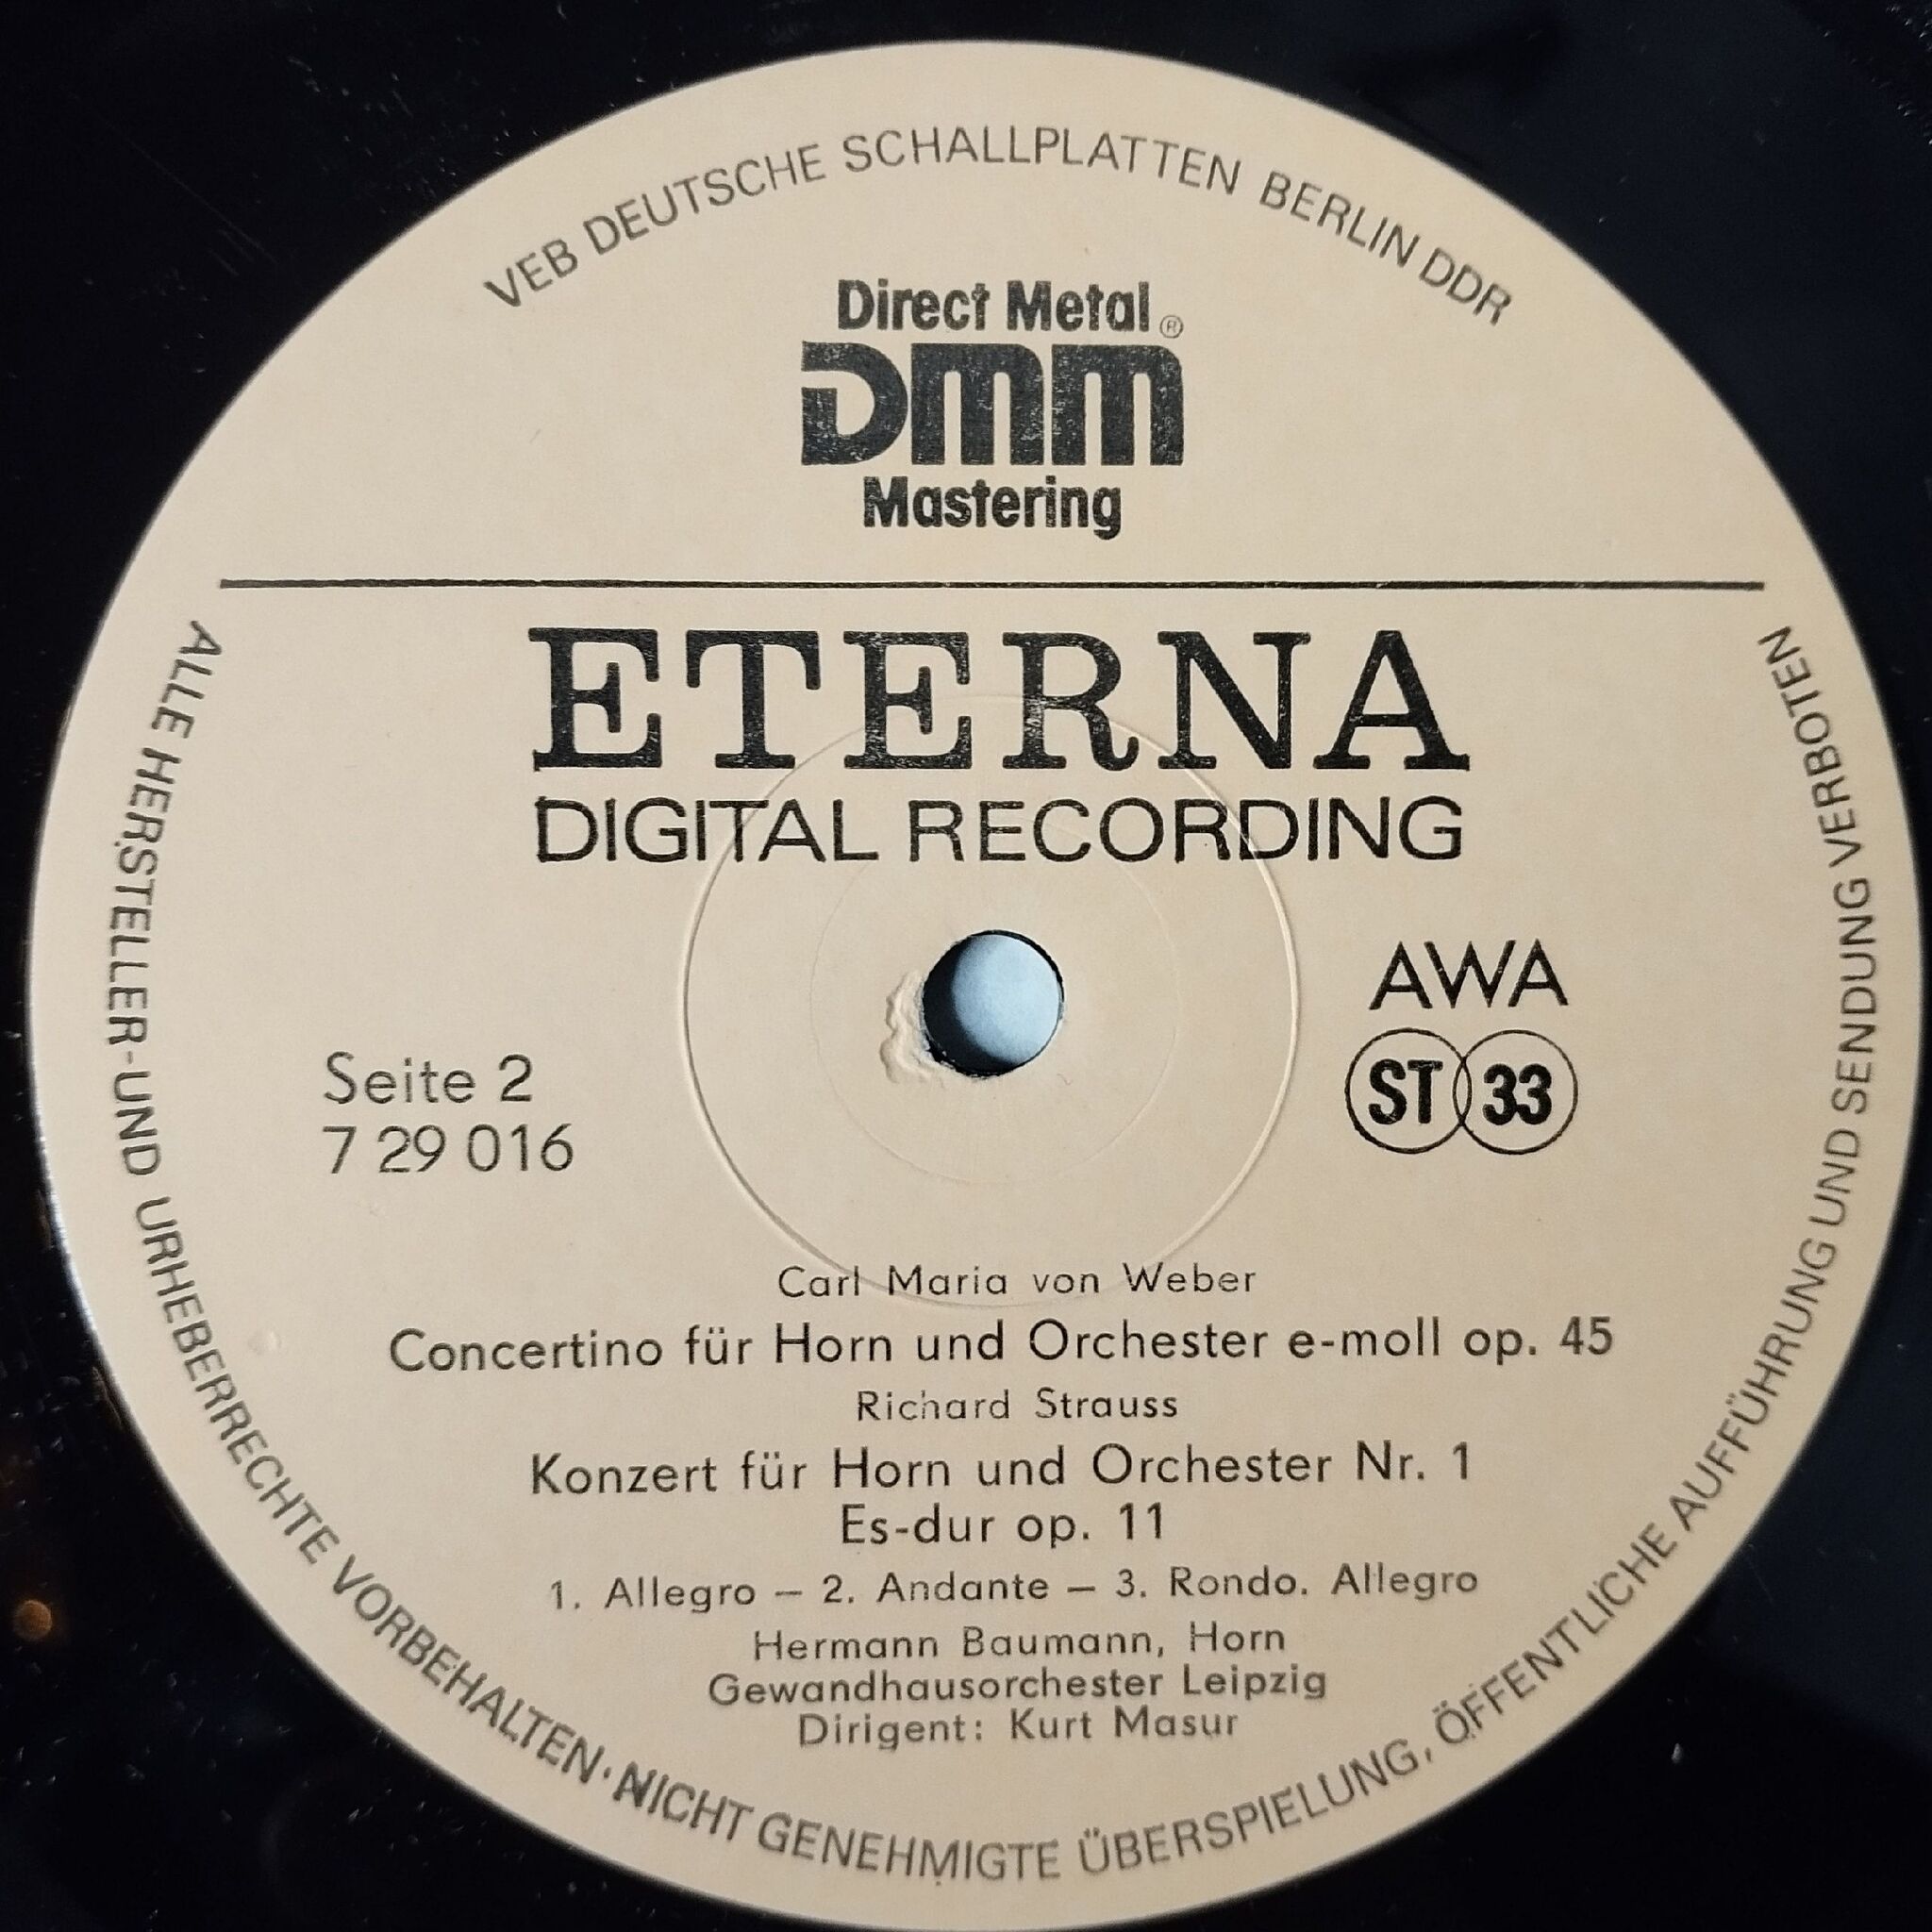 VEB DEUTSCHE SCHALLPLATTEN BERLIN DDR
Direct Metal ®
DMM
Mastering
ETERNA
DIGITAL RECORDING
AWA
ST 33
Seite 2
7 29 016
Carl Maria von Weber
Concertino für Horn und Orchester e-moll op. 45
Richard Strauss
Konzert für Horn und Orchester Nr. 1
Es-dur op. 11
1. Allegro – 2. Andante – 3. Rondo. Allegro
Hermann Baumann, Horn
Gewandhausorchester Leipzig
Dirigent: Kurt Masur
ALLE HERSTELLER-UND URHEBERRECHTE VORBEHALTEN · NICHT GENEHMIGTE ÜBERSPIELUNG, ÖFFENTLICHE AUFFÜHRUNG UND SENDUNG VERBOTEN